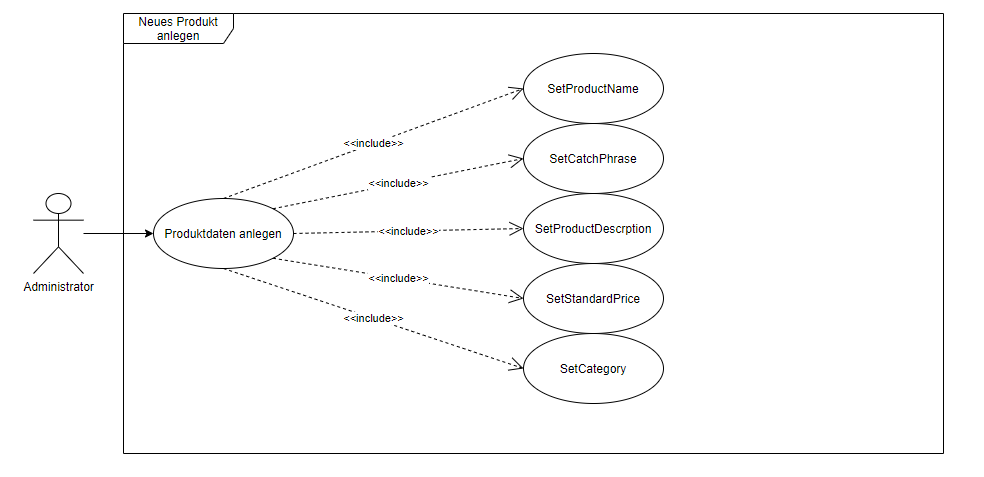 Neues Produkt
anlegen
SetProductName
<<include>>
SetCatchPhrase
<<include>>
SetProductDescrption
<<include>>
Produktdaten anlegen
<<include>>
SetStandardPrice
Administrator
<<include>>
SetCategory